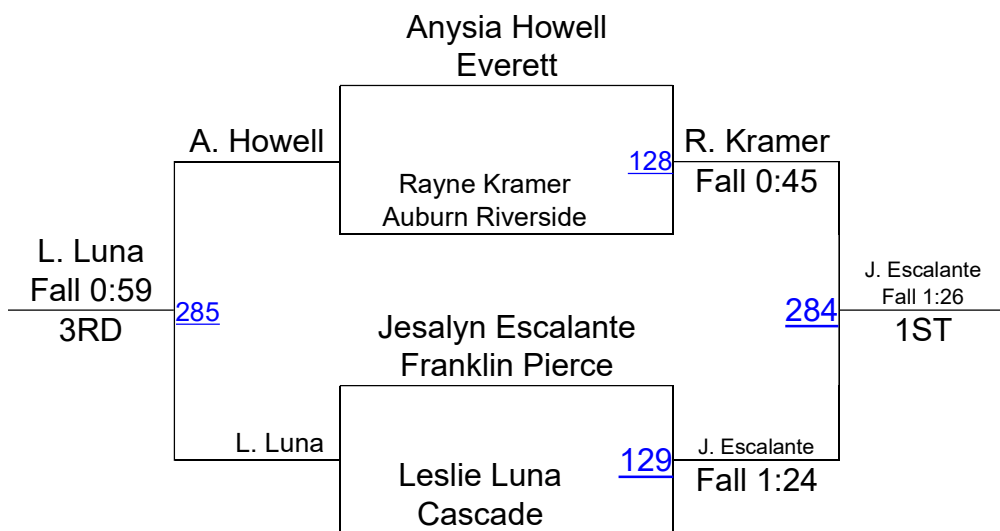 Anysia Howell
Everett
A. Howell
R. Kramer
128
Fall 0:45
Rayne Kramer
Auburn Riverside
L. Luna
Fall 0:59
3RD
285
J. Escalante
Fall 1:26
1ST
284
Jesalyn Escalante
Franklin Pierce
L. Luna
J. Escalante
129
Fall 1:24
Leslie Luna
Cascade